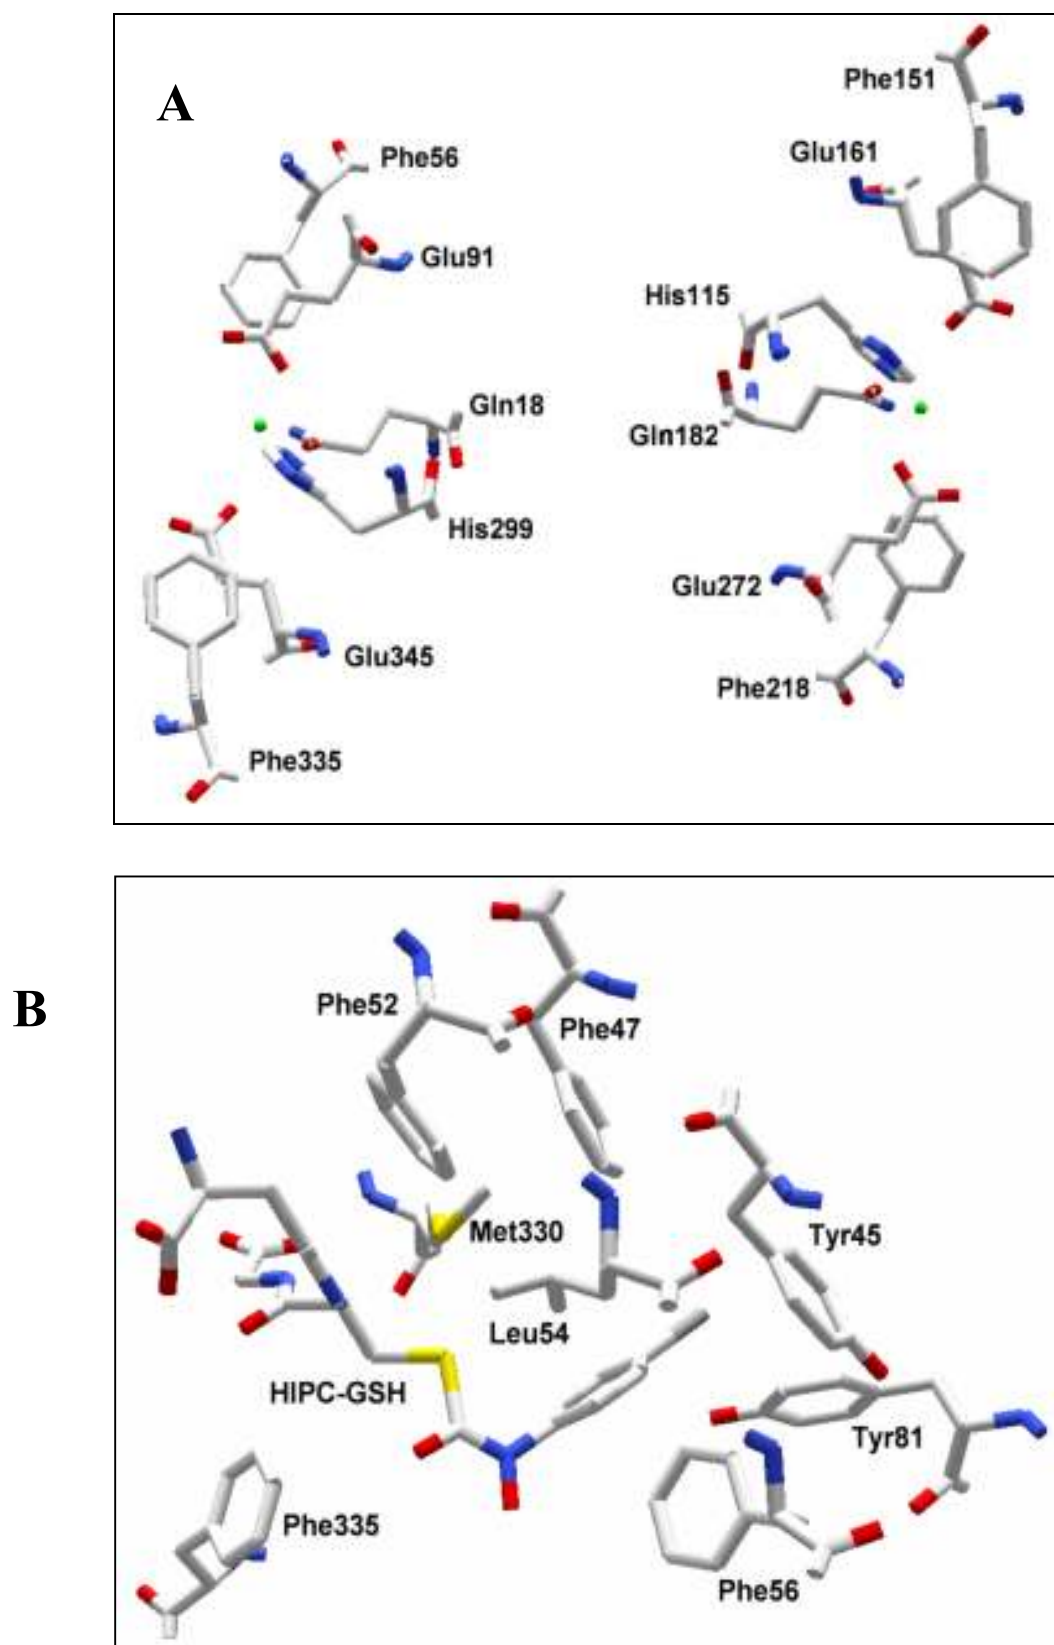 A
Phe56
Glu91
Gln18
His299
Glu345
Phe335
Phe151
Glu161
His115
Gln182
Glu272
Phe218
B
Phe52
Phe47
Met330
Tyr45
Leu54
HIPC-GSH
Tyr81
Phe335
Phe56